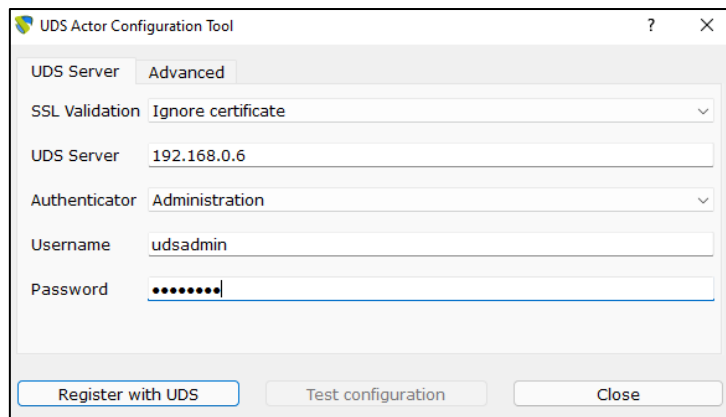 UDS Actor Configuration Tool ? ×
UDS Server Advanced
SSL Validation Ignore certificate
UDS Server 192.168.0.6
Authenticator Administration
Username udsadmin
Password ••••••••
Register with UDS Test configuration Close